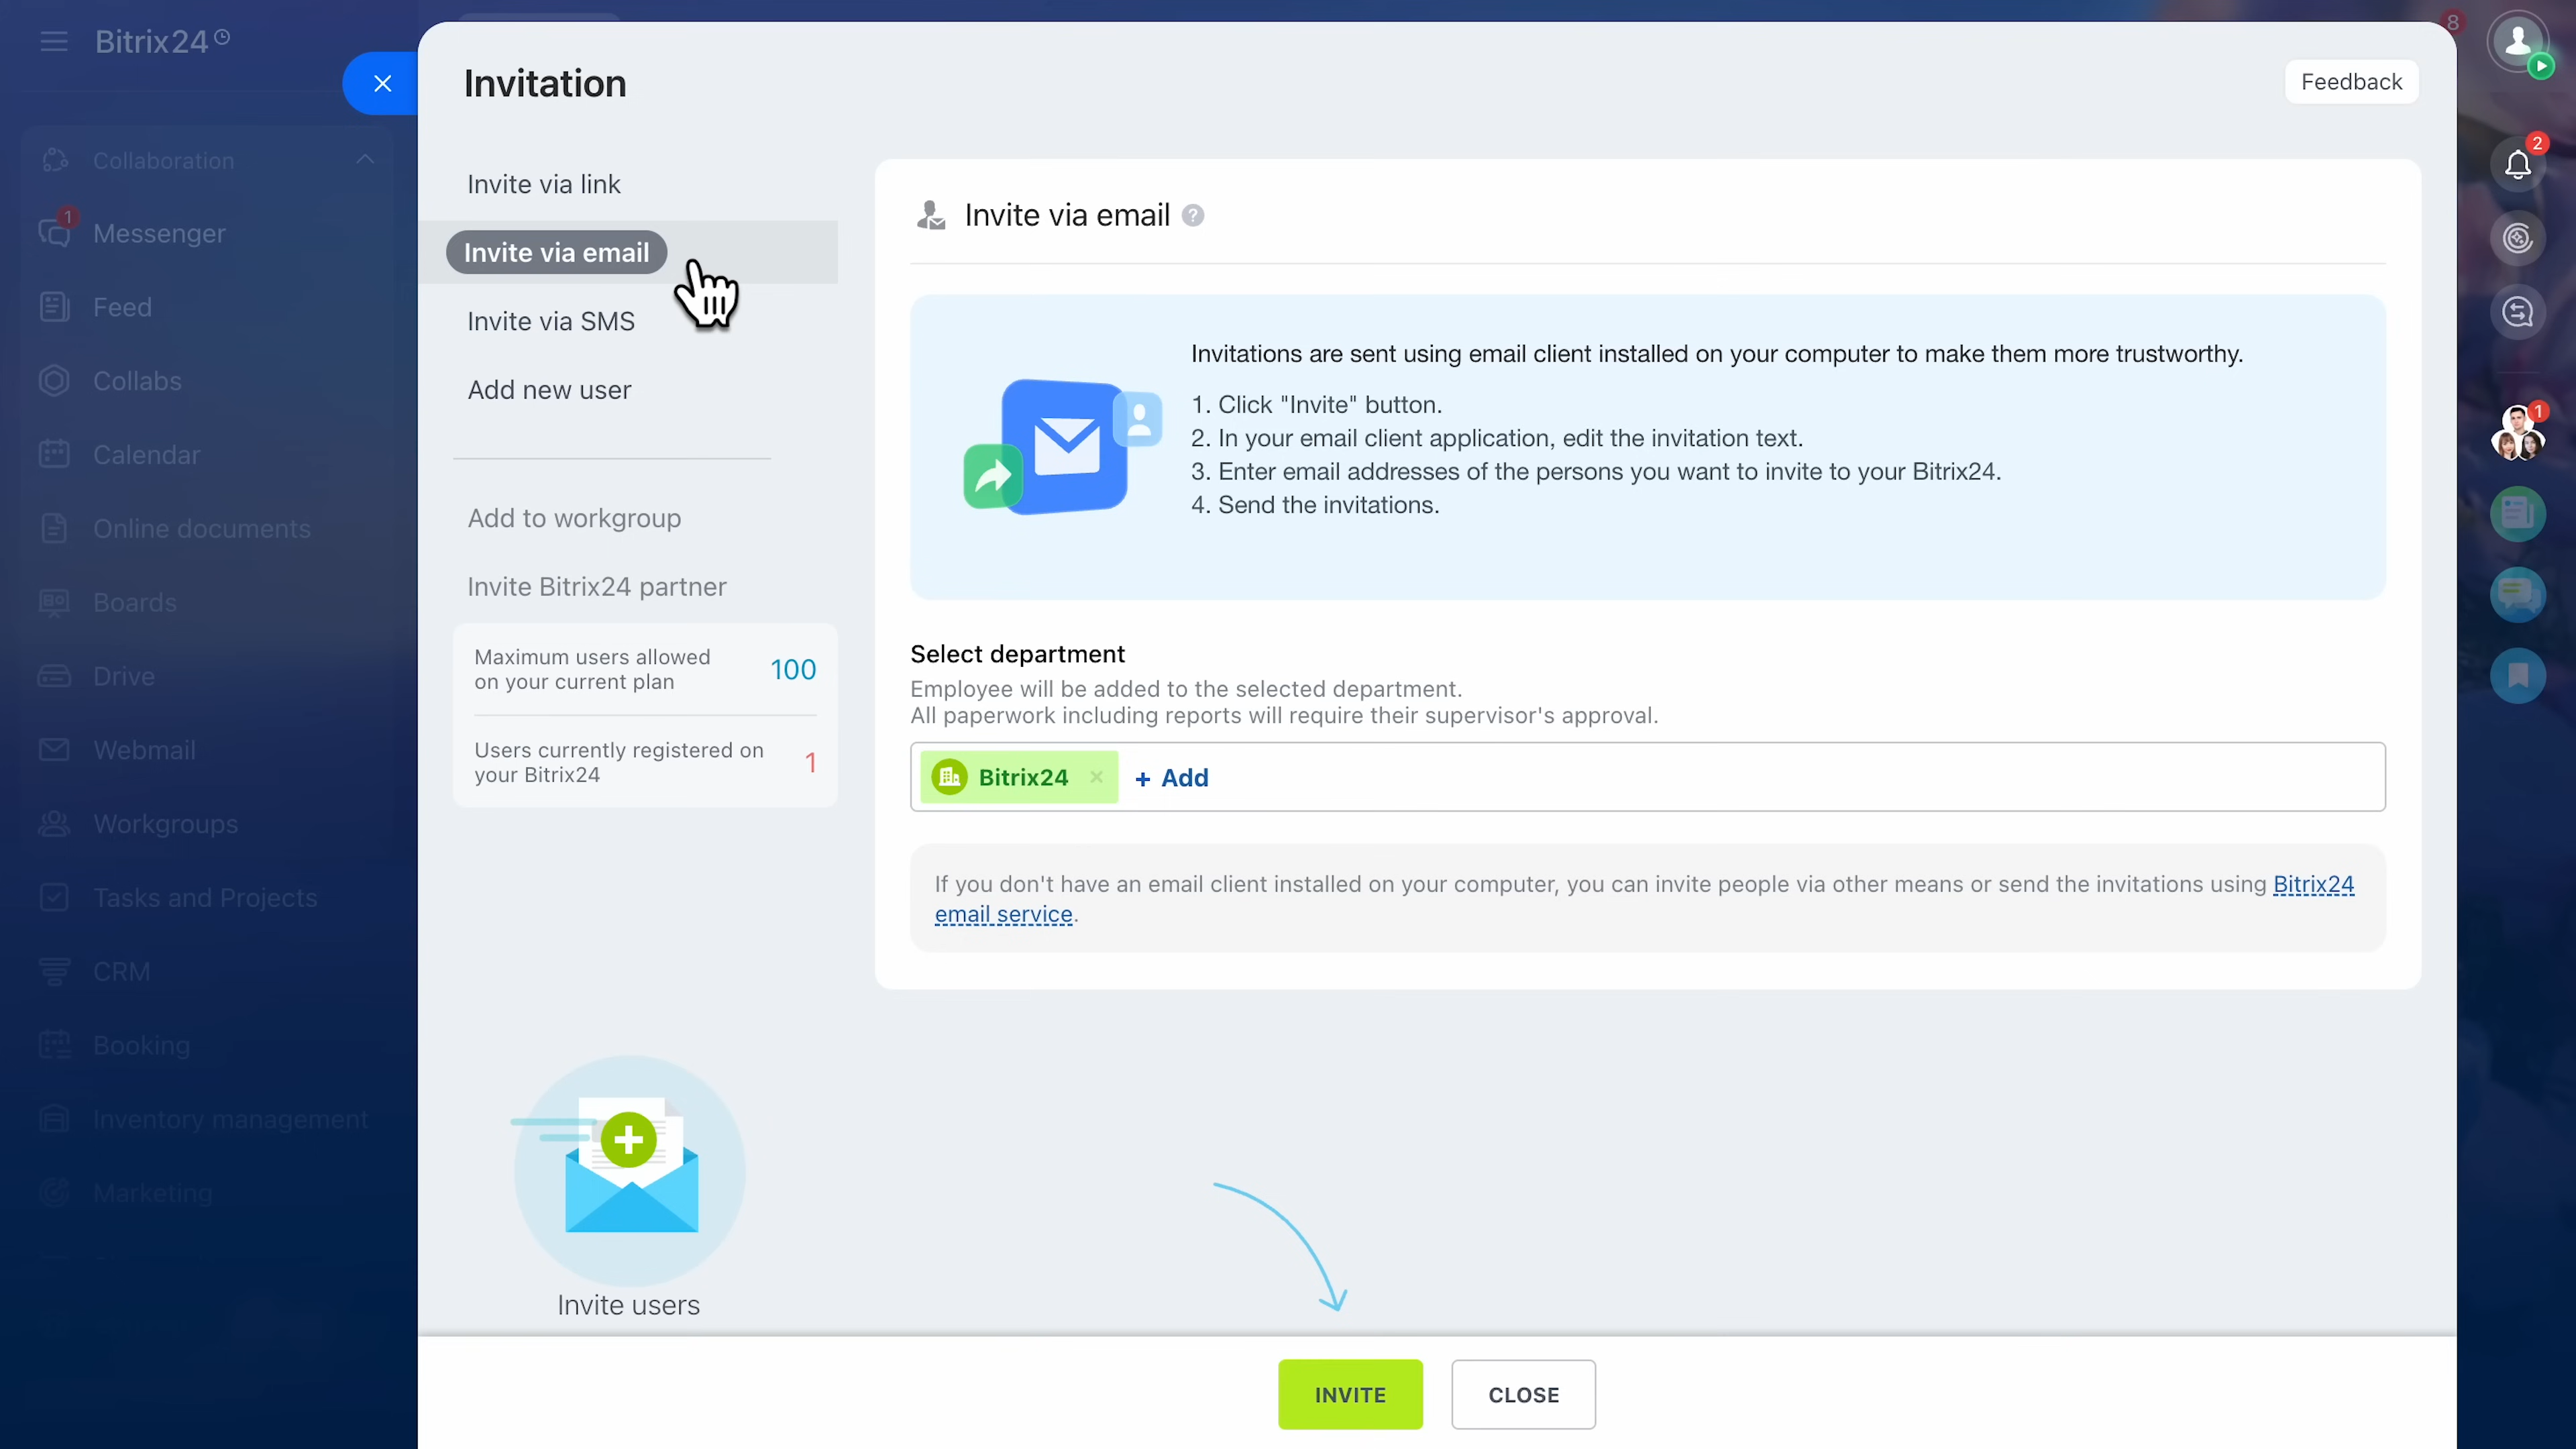 Bitrix24
Collaboration
1
Messenger
Feed
Collabs
Calendar
Online documents
Boards
Drive
Webmail
Workgroups
Tasks and Projects
CRM
Booking
Inventory management
Marketing
Invitation
Feedback
Invite via link
Invite via email
Invite via SMS
Add new user
Add to workgroup
Invite Bitrix24 partner
Maximum users allowed
on your current plan
100
Users currently registered on
your Bitrix24
1
Invite users
Invite via email ?
Invitations are sent using email client installed on your computer to make them more trustworthy.
1. Click "Invite" button.
2. In your email client application, edit the invitation text.
3. Enter email addresses of the persons you want to invite to your Bitrix24.
4. Send the invitations.
Select department
Employee will be added to the selected department.
All paperwork including reports will require their supervisor's approval.
Bitrix24 × + Add
If you don't have an email client installed on your computer, you can invite people via other means or send the invitations using Bitrix24
email service.
INVITE
CLOSE
8
2
1